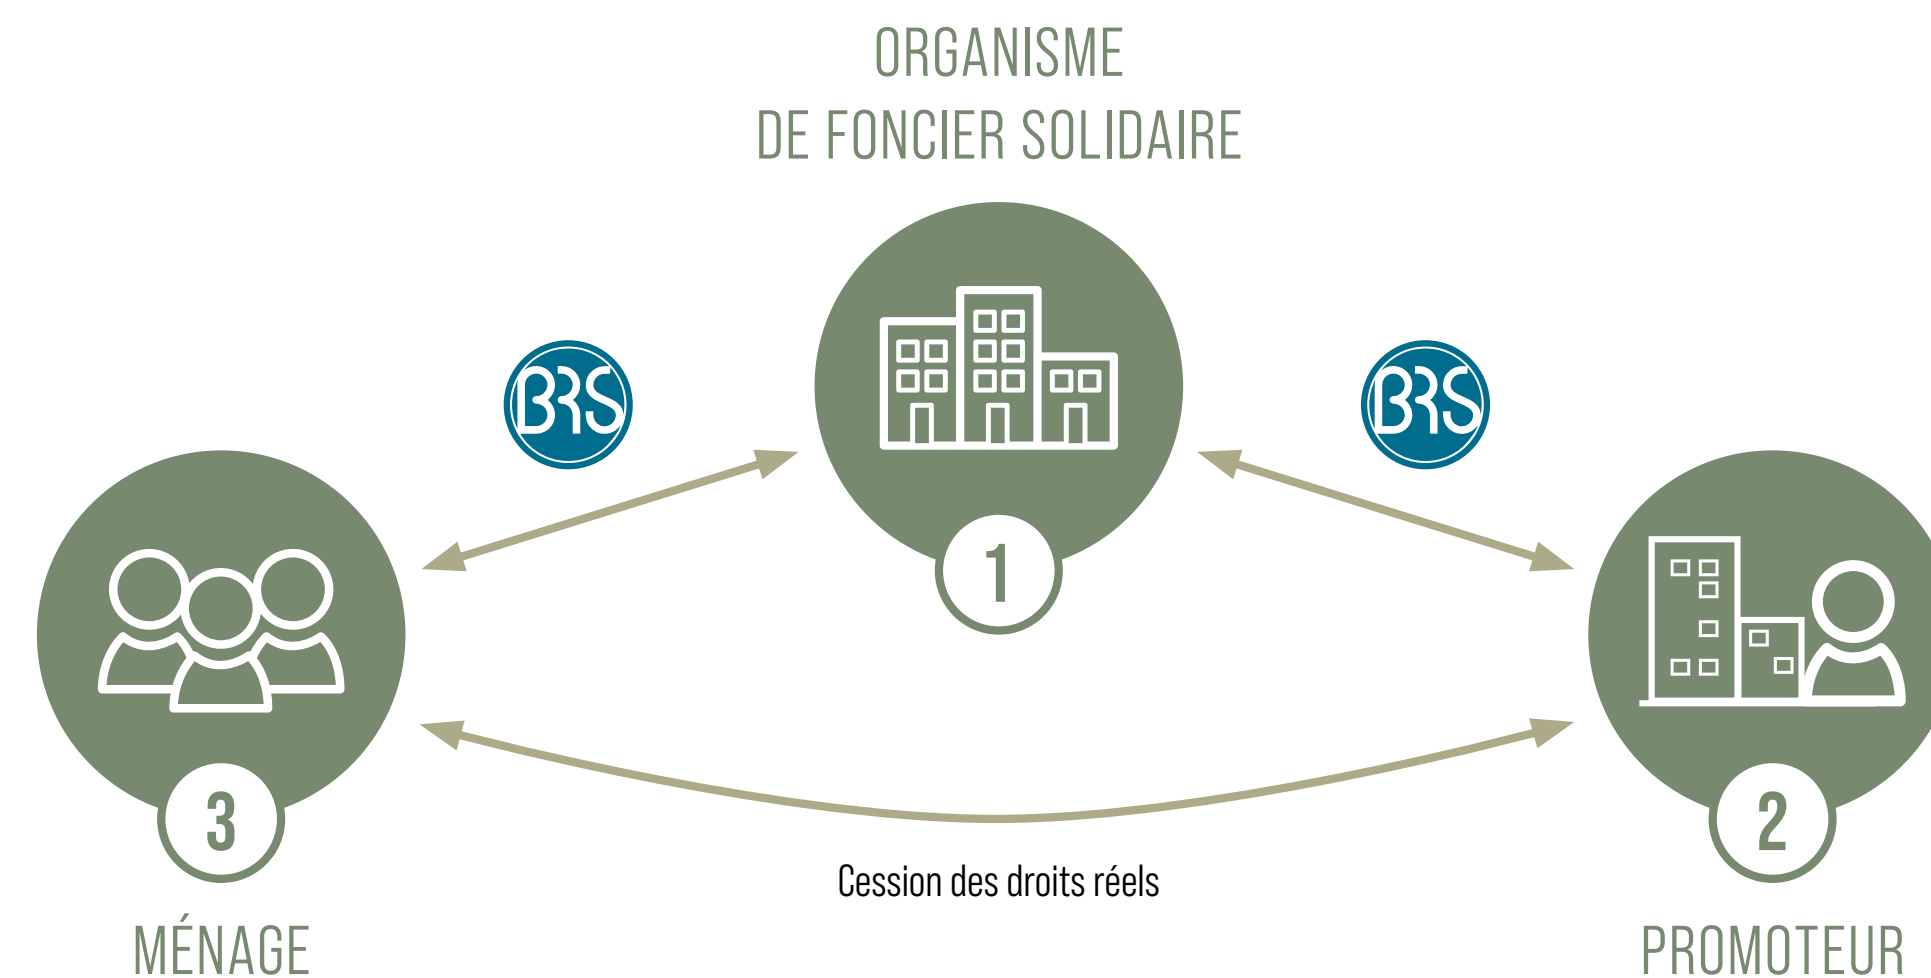 ORGANISME
DE FONCIER SOLIDAIRE
BRS
BRS
1
3
2
Cession des droits réels
MÉNAGE
PROMOTEUR